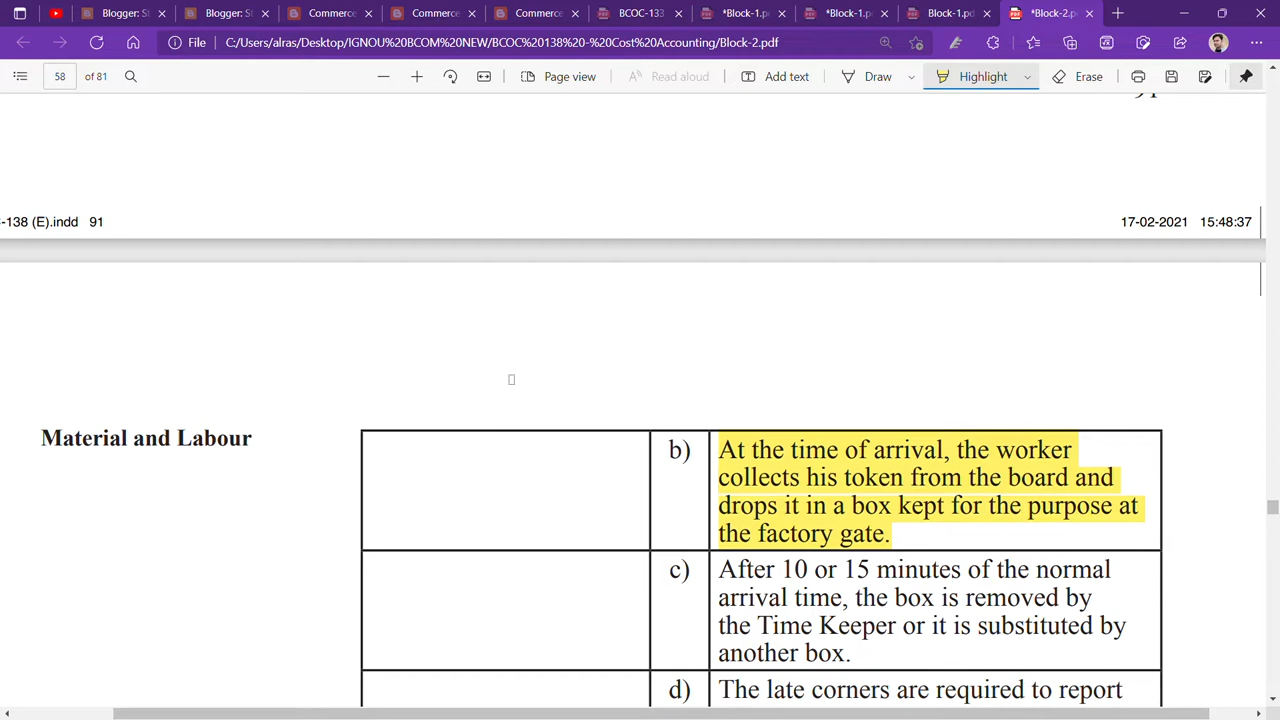 Blogger: S
Blogger: S
Commerce
Commerce
Commerce
BCOC-133
*Block-1.p
*Block-1.p
Block-1.pd
*Block-2.p
File C:/Users/alras/Desktop/IGNOU%20BCOM%20NEW/BCOC%20138%20-%20Cost%20Accounting/Block-2.pdf
58 of 81 Page view Read aloud Add text Draw Highlight Erase
-138 (E).indd 91
17-02-2021 15:48:37
Material and Labour
b) At the time of arrival, the worker
collects his token from the board and
drops it in a box kept for the purpose at
the factory gate.
c) After 10 or 15 minutes of the normal
arrival time, the box is removed by
the Time Keeper or it is substituted by
another box.
d) The late corners are required to report